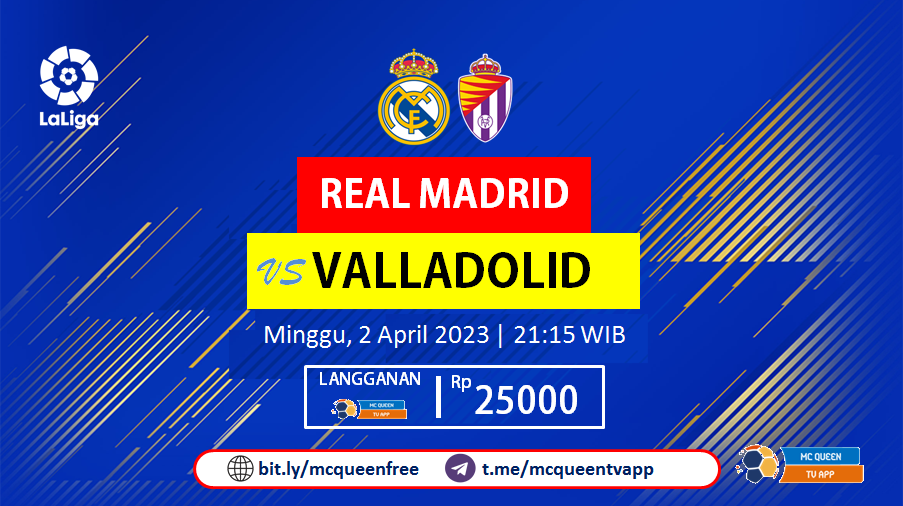 LaLiga
REAL MADRID
VS VALLADOLID
Minggu, 2 April 2023 | 21:15 WIB
LANGGANAN
MC QUEEN
TV APP
Rp 25000
bit.ly/mcqueenfree
t.me/mcqueentvapp
MC QUEEN
TV APP